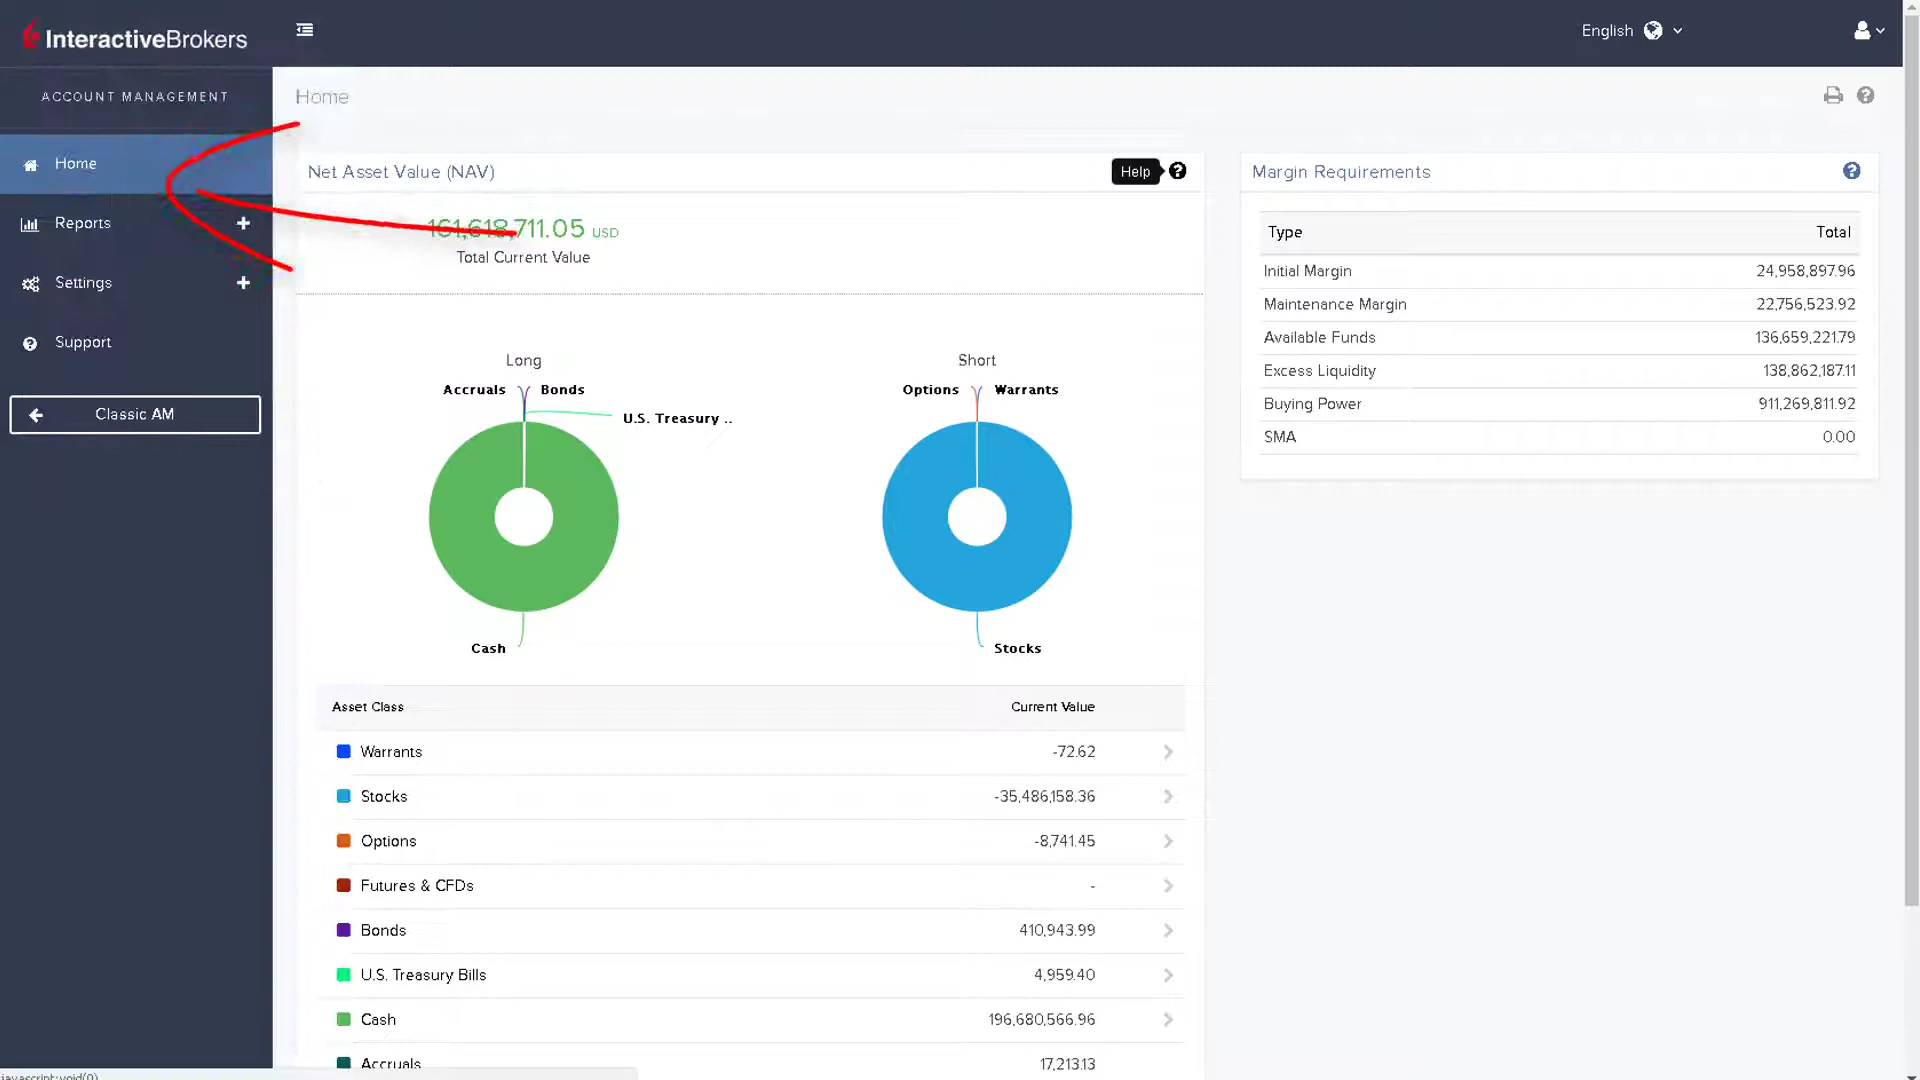 InteractiveBrokers
English
ACCOUNT MANAGEMENT
Home
Reports
Settings
Support
Classic AM
Home
Net Asset Value (NAV)
Help
161,618,711.05 USD
Total Current Value
Long
Accruals
Bonds
U.S. Treasury ..
Cash
Short
Options
Warrants
Stocks
Asset Class Current Value
Warrants -72.62
Stocks -35,486,158.36
Options -8,741.45
Futures & CFDs -
Bonds 410,943.99
U.S. Treasury Bills 4,959.40
Cash 196,680,566.96
Accruals 17,213.13
Margin Requirements
Type Total
Initial Margin 24,958,897.96
Maintenance Margin 22,756,523.92
Available Funds 136,659,221.79
Excess Liquidity 138,862,187.11
Buying Power 911,269,811.92
SMA 0.00
javascript:void(0)